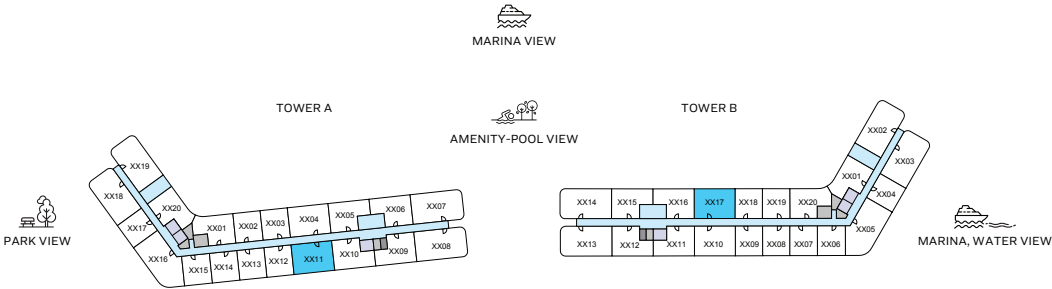 MARINA VIEW
TOWER A
TOWER B
AMENITY-POOL VIEW
PARK VIEW
MARINA, WATER VIEW
XX19
XX18
XX20
XX17
XX16
XX01
XX02
XX03
XX04
XX05
XX06
XX07
XX15
XX14
XX13
XX12
XX11
XX10
XX09
XX08
XX14
XX15
XX16
XX17
XX18
XX19
XX20
XX01
XX02
XX03
XX04
XX05
XX13
XX12
XX11
XX10
XX09
XX08
XX07
XX06